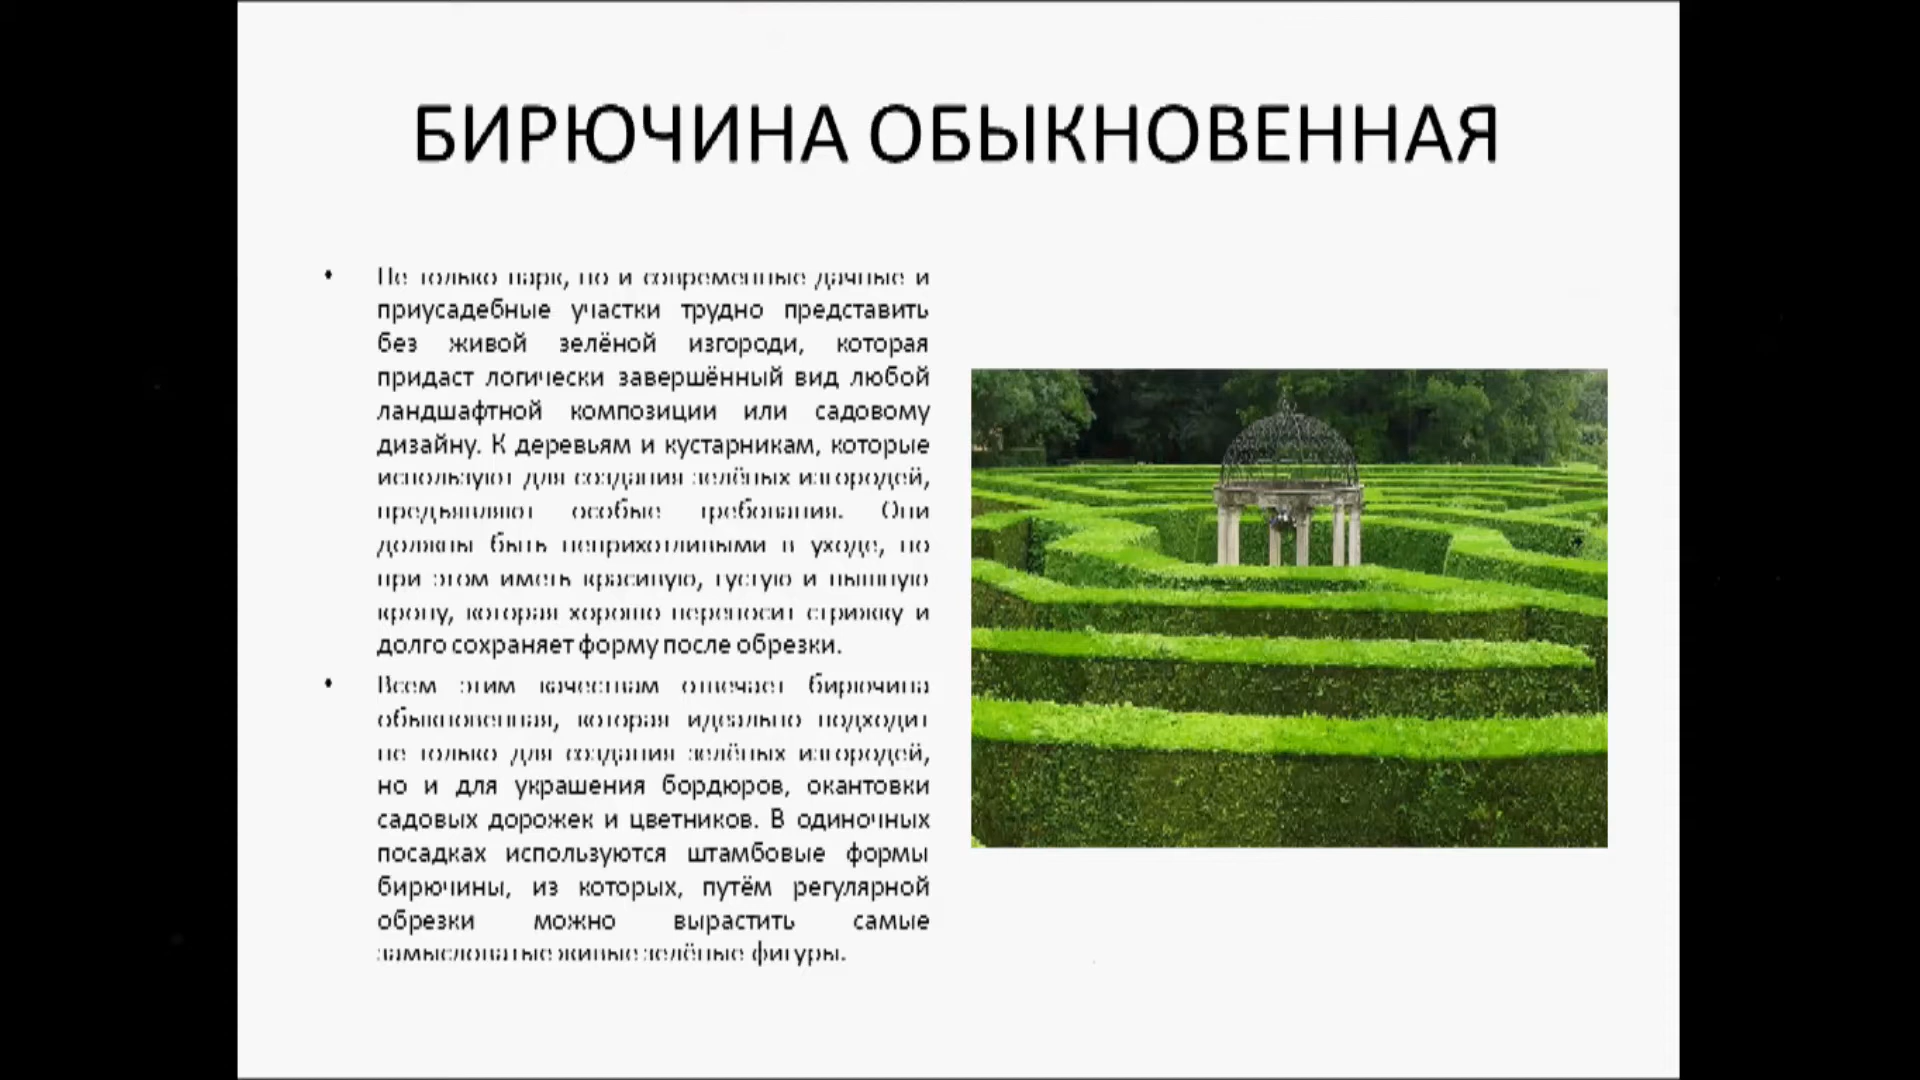 БИРЮЧИНА ОБЫКНОВЕННАЯ
• Не только парк, но и современные дачные и
приусадебные участки трудно представить
без живой зелёной изгороди, которая
придаст логически завершённый вид любой
ландшафтной композиции или садовому
дизайну. К деревьям и кустарникам, которые
используют для создания зелёных изгородей,
предъявляют особые требования. Они
должны быть неприхотливыми в уходе, но
при этом иметь красивую, густую и пышную
крону, которая хорошо переносит стрижку и
долго сохраняет форму после обрезки.
• Всем этим качествам отвечает бирючина
обыкновенная, которая идеально подходит
не только для создания зелёных изгородей,
но и для украшения бордюров, окантовки
садовых дорожек и цветников. В одиночных
посадках используются штамбовые формы
бирючины, из которых, путём регулярной
обрезки можно вырастить самые
замысловатые живые зелёные фигуры.